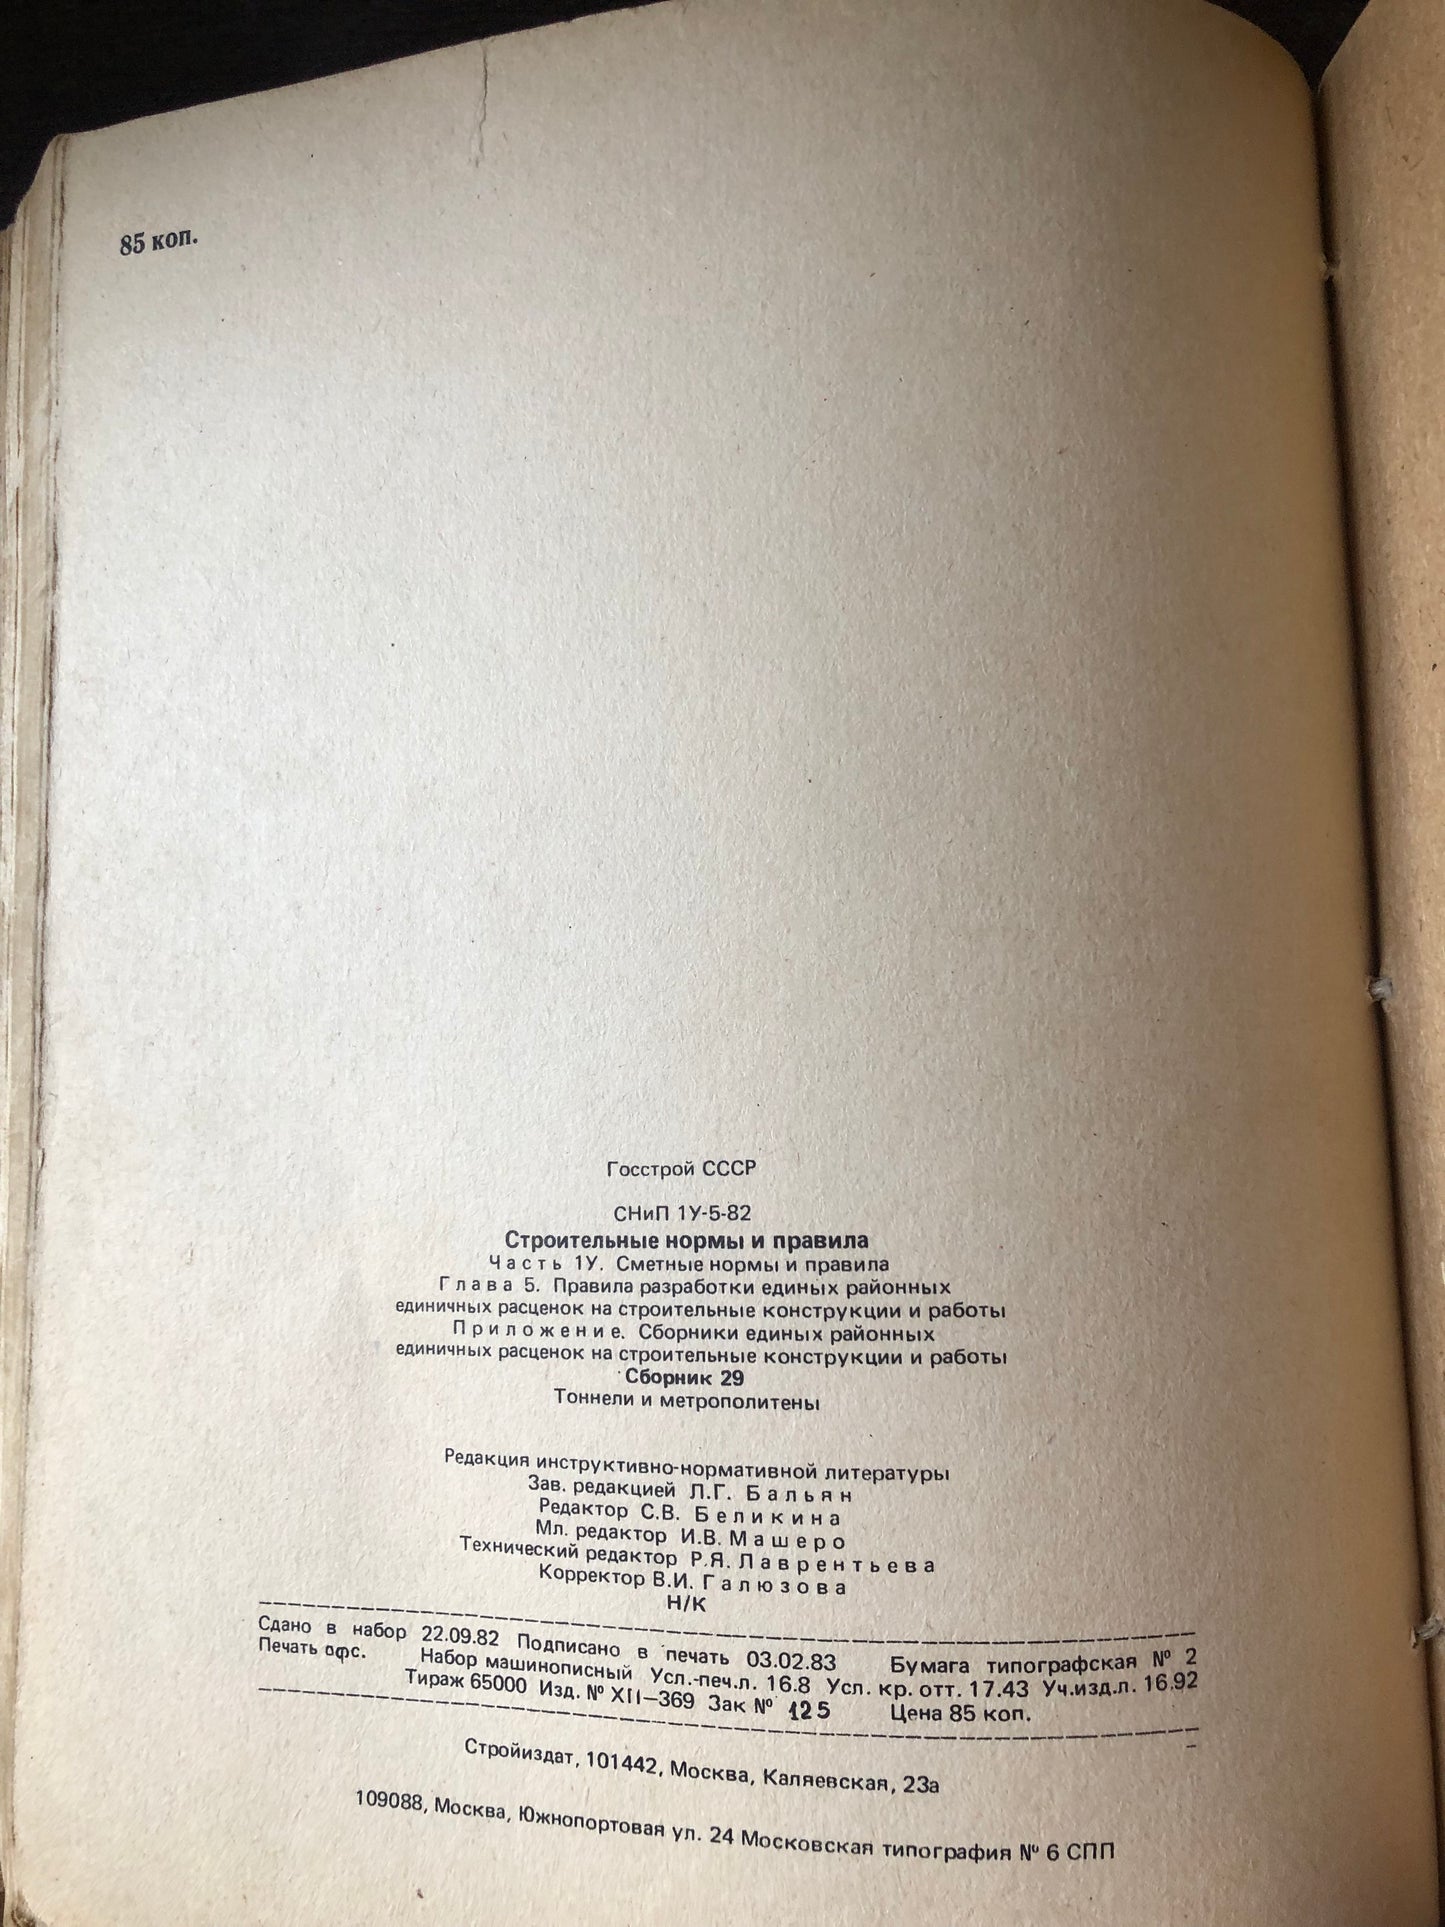 85 коп.
Госстрой СССР
СНиП 1У-5-82
Строительные нормы и правила
Часть 1У. Сметные нормы и правила
Глава 5. Правила разработки единых районных
единичных расценок на строительные конструкции и работы
Приложение. Сборники единых районных
единичных расценок на строительные конструкции и работы
Сборник 29
Тоннели и метрополитены
Редакция инструктивно-нормативной литературы
Зав. редакцией Л.Г. Бальян
Редактор С.В. Беликина
Мл. редактор И.В. Машеро
Технический редактор Р.Я. Лаврентьева
Корректор В.И. Галюзова
Н/К
Сдано в набор 22.09.82 Подписано в печать 03.02.83 Бумага типографская № 2
Печать офс. Набор машинописный Усл.-печ.л. 16.8 Усл. кр. отт. 17.43 Уч.изд.л. 16.92
Тираж 65000 Изд. № XII—369 Зак № 125 Цена 85 коп.
Стройиздат, 101442, Москва, Каляевская, 23а
109088, Москва, Южнопортовая ул. 24 Московская типография № 6 СПП